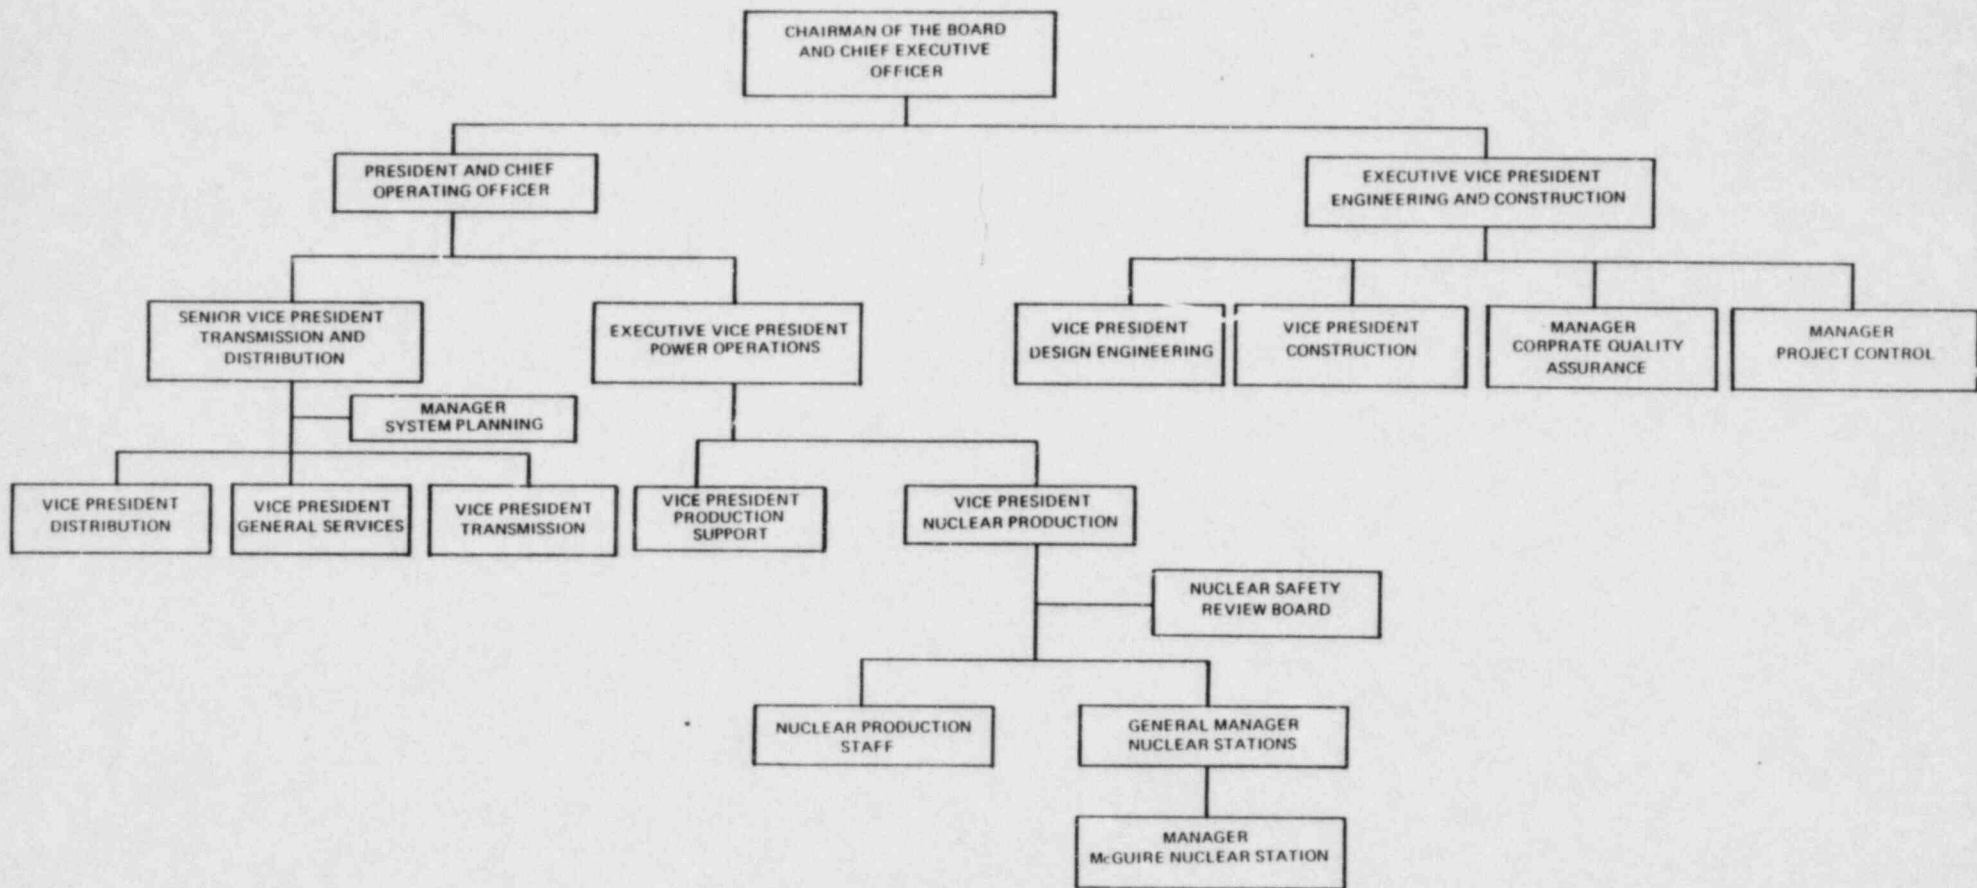 CHAIRMAN OF THE BOARD
AND CHIEF EXECUTIVE
OFFICER
PRESIDENT AND CHIEF
OPERATING OFFICER
EXECUTIVE VICE PRESIDENT
ENGINEERING AND CONSTRUCTION
SENIOR VICE PRESIDENT
TRANSMISSION AND
DISTRIBUTION
EXECUTIVE VICE PRESIDENT
POWER OPERATIONS
VICE PRESIDENT
DESIGN ENGINEERING
VICE PRESIDENT
CONSTRUCTION
MANAGER
CORPRATE QUALITY
ASSURANCE
MANAGER
PROJECT CONTROL
MANAGER
SYSTEM PLANNING
VICE PRESIDENT
DISTRIBUTION
VICE PRESIDENT
GENERAL SERVICES
VICE PRESIDENT
TRANSMISSION
VICE PRESIDENT
PRODUCTION
SUPPORT
VICE PRESIDENT
NUCLEAR PRODUCTION
NUCLEAR SAFETY
REVIEW BOARD
NUCLEAR PRODUCTION
STAFF
GENERAL MANAGER
NUCLEAR STATIONS
MANAGER
McGUIRE NUCLEAR STATION